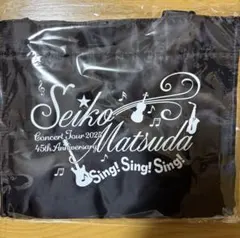 Seiko
Concert Tour 2025
45th Anniversary
Matsuda
Sing! Sing! Sing!